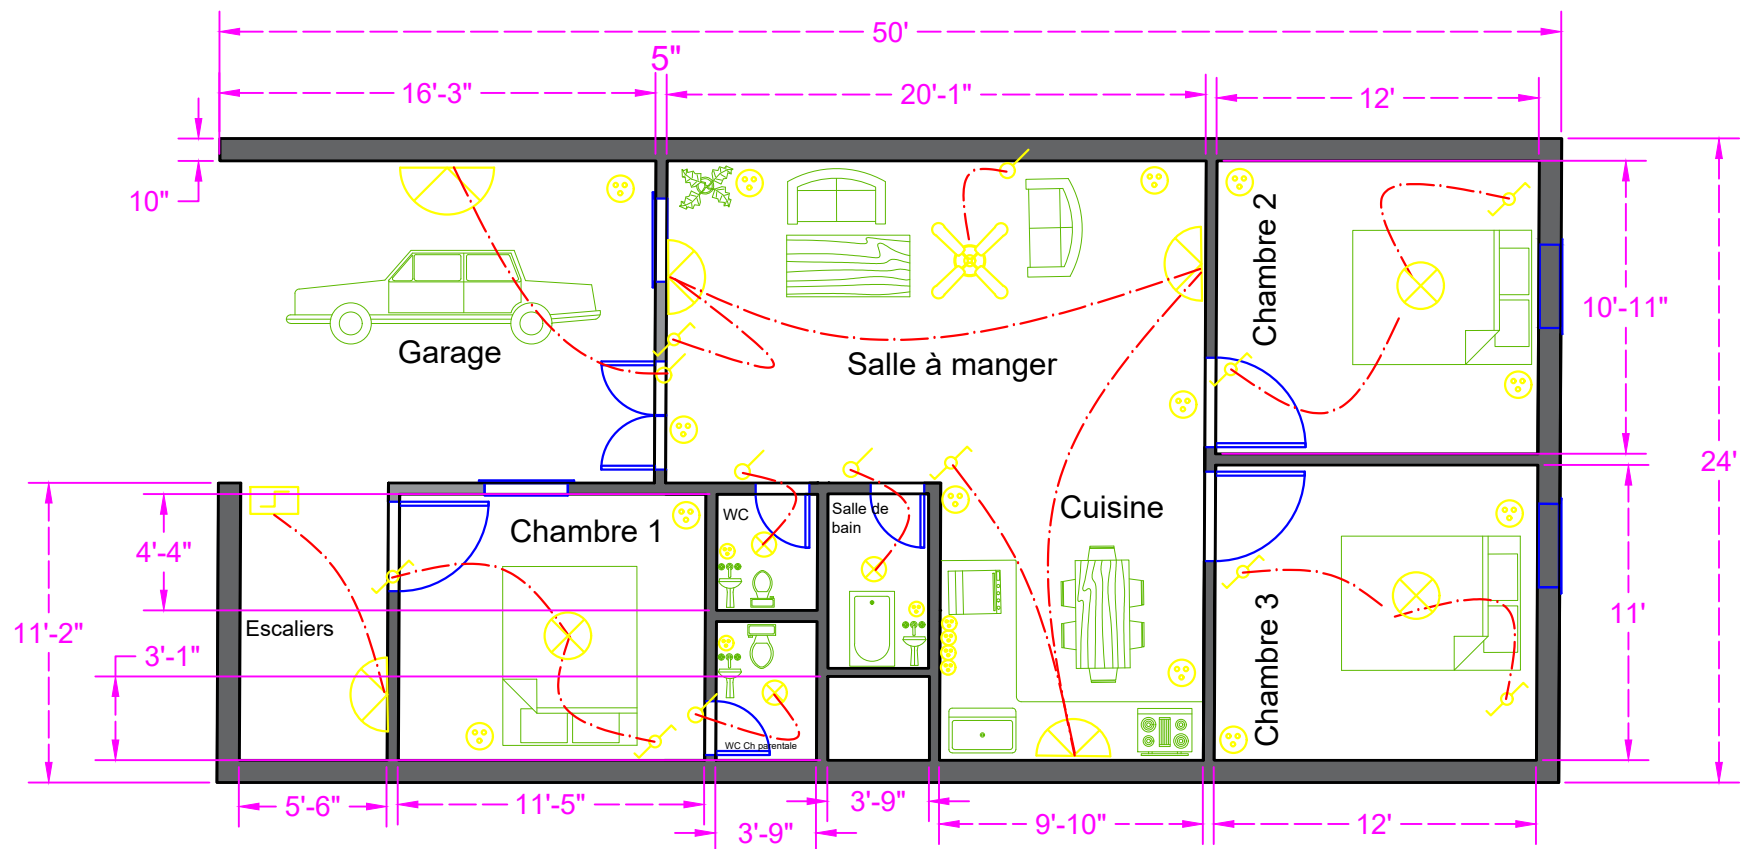 50'
5"
16'-3"
20'-1"
12'
10"
Chambre 2
10'-11"
Garage
Salle à manger
24'
WC
Salle de
bain
Cuisine
Chambre 1
4'-4"
Escaliers
11'-2"
3'-1"
Chambre 3
11'
WC Ch parentale
5'-6"
11'-5"
3'-9"
3'-9"
9'-10"
12'